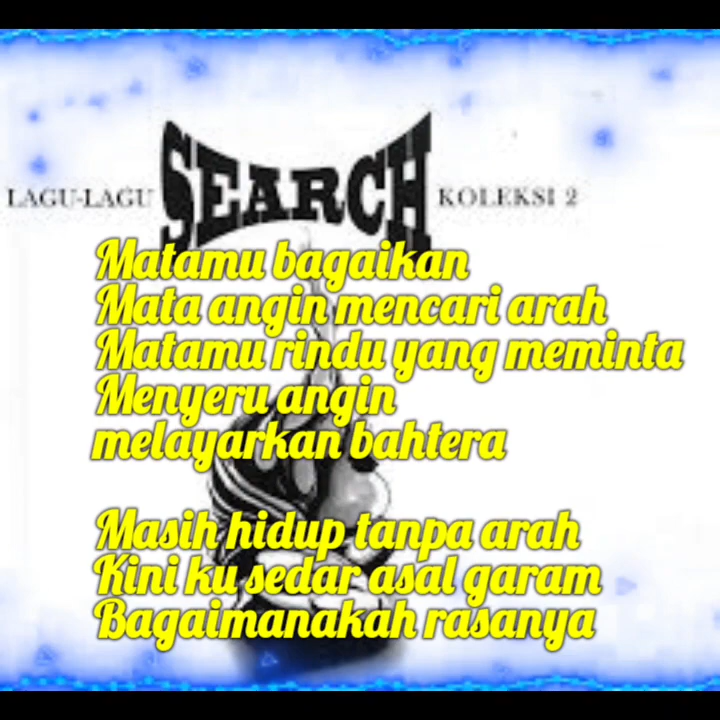 LAGU-LAGU SEARCH KOLEKSI 2
Matamu bagaikan
Mata angin mencari arah
Matamu rindu yang meminta
Menyeru angin
melayarkan bahtera
Masih hidup tanpa arah
Kini ku sedar asal garam
Bagaimanakah rasanya